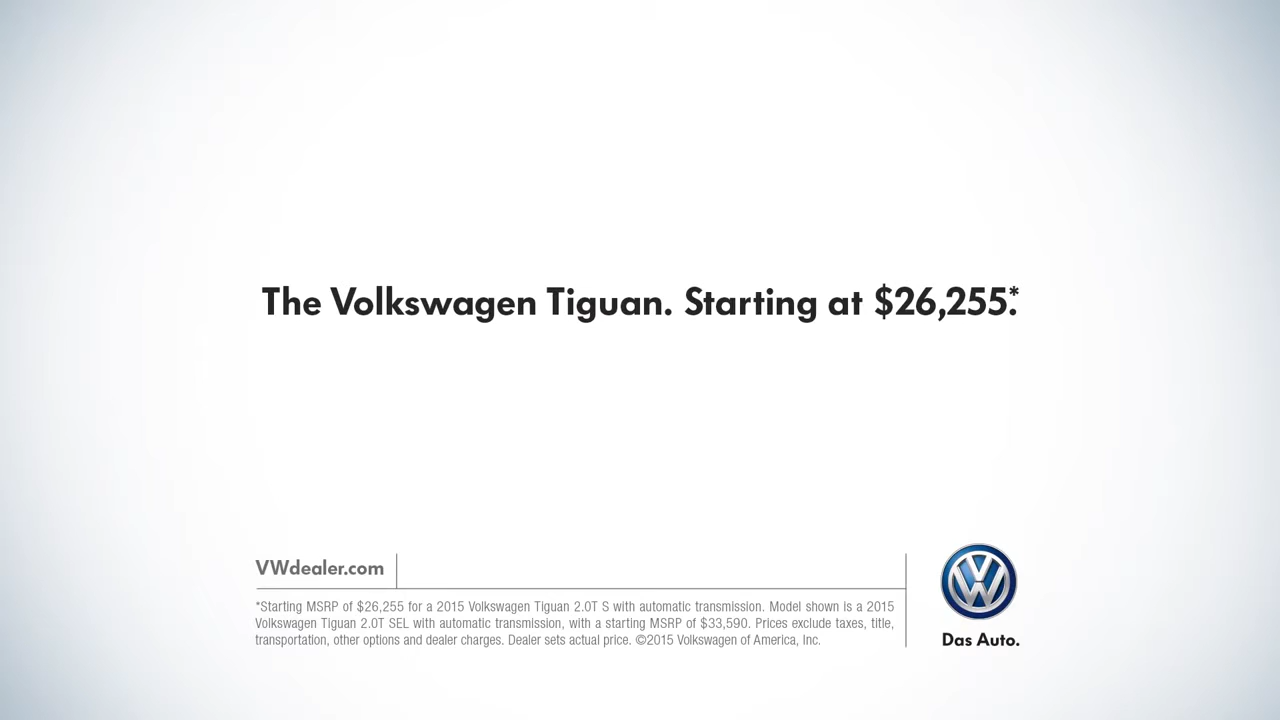 The Volkswagen Tiguan. Starting at $26,255.*
VWdealer.com
*Starting MSRP of $26,255 for a 2015 Volkswagen Tiguan 2.0T S with automatic transmission. Model shown is a 2015
Volkswagen Tiguan 2.0T SEL with automatic transmission, with a starting MSRP of $33,590. Prices exclude taxes, title,
transportation, other options and dealer charges. Dealer sets actual price. ©2015 Volkswagen of America, Inc.
VW
Das Auto.